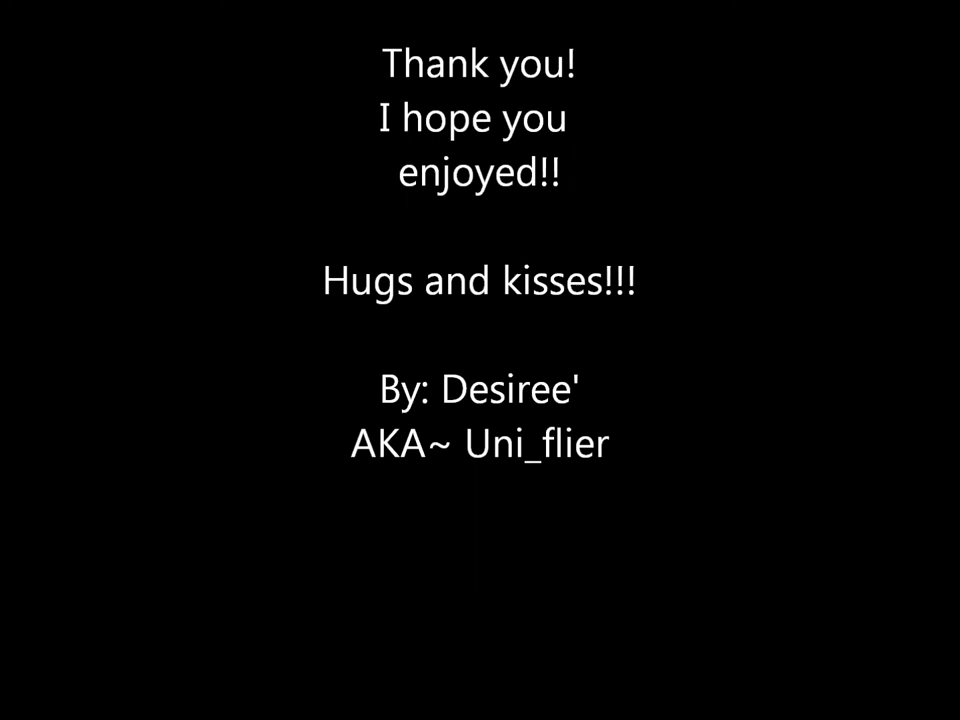 Thank you!
I hope you
enjoyed!!
Hugs and kisses!!!
By: Desiree'
AKA~ Uni_flier